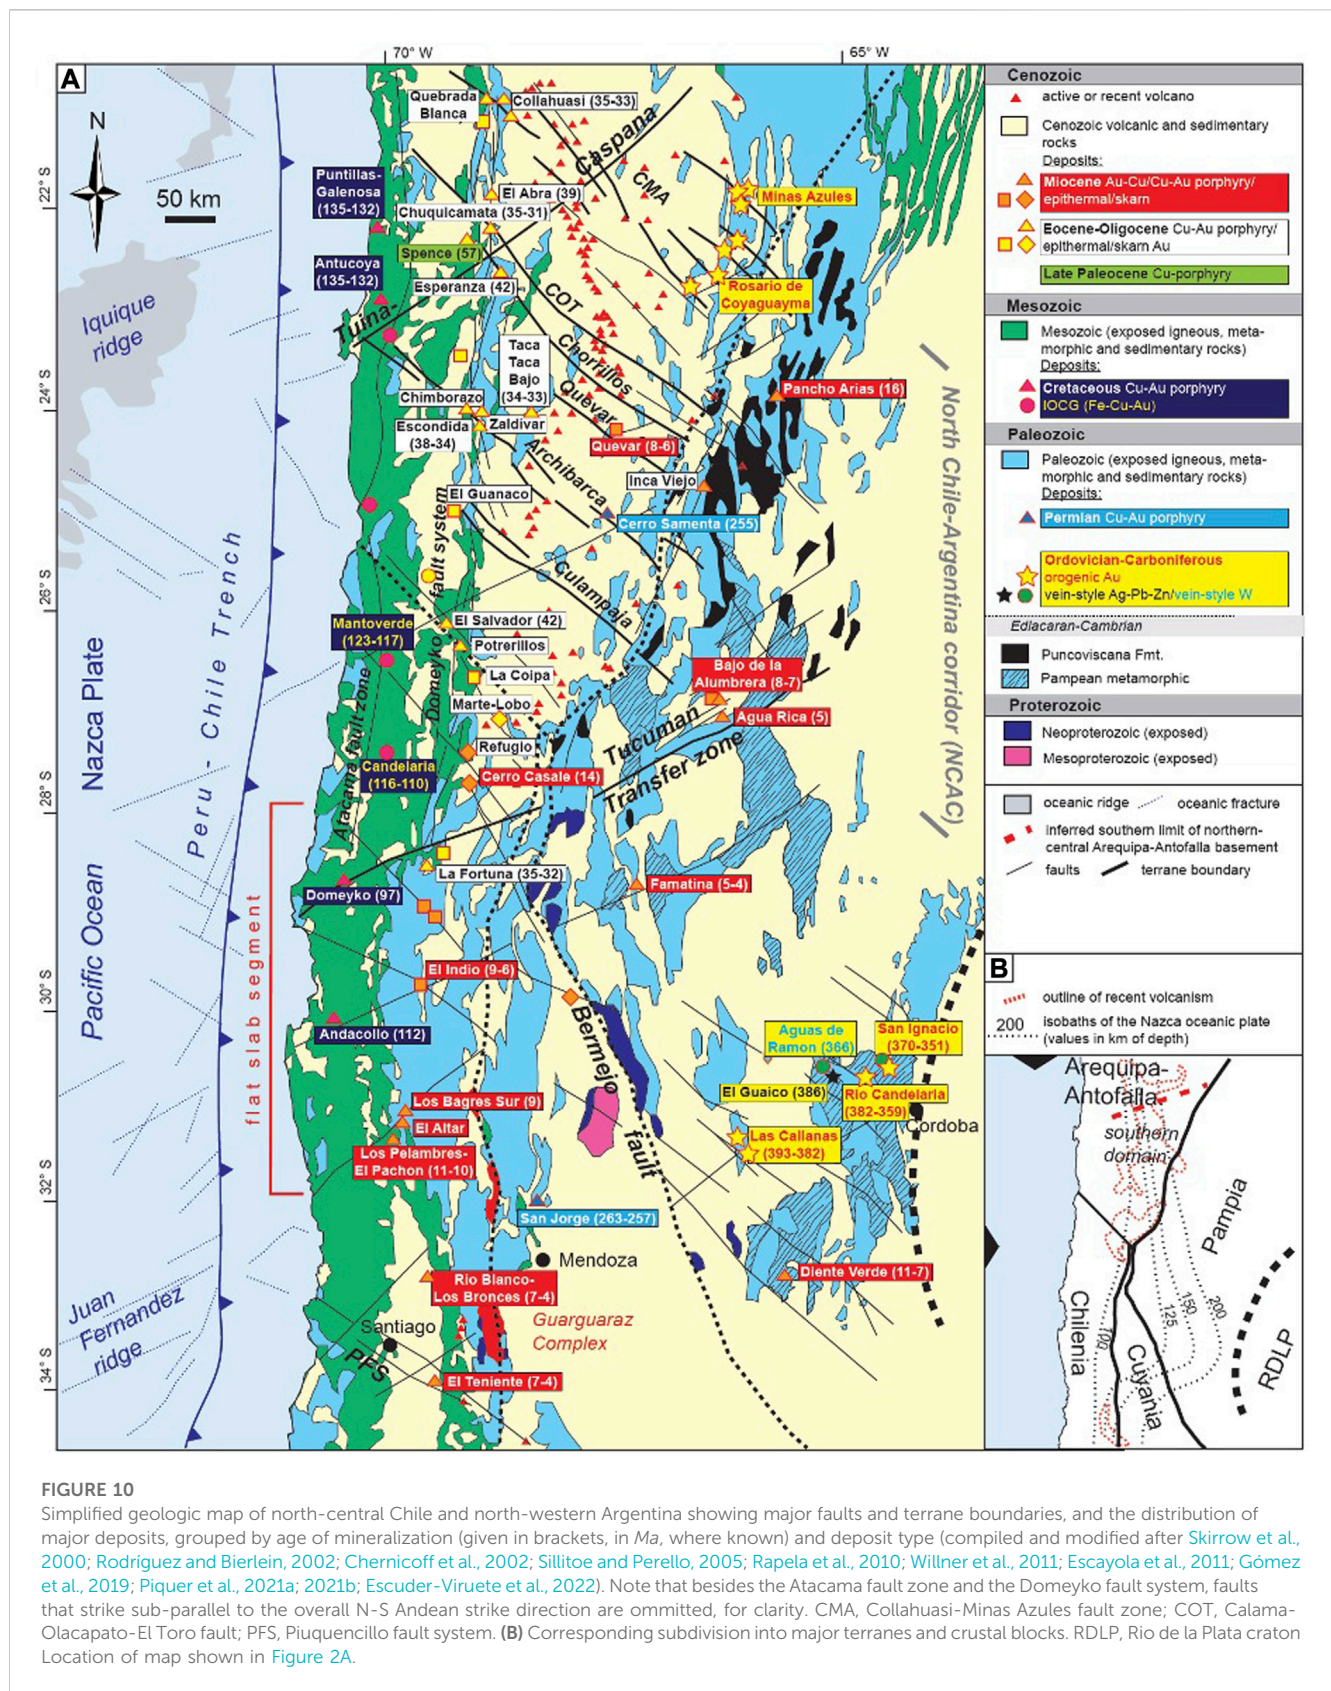 70° W
65° W
A
N
50 km
22° S
24° S
26° S
28° S
30° S
32° S
34° S
Quebrada
Blanca
Collahuasi (35-33)
Caspana
CMA
Puntillas-
Galenosa
(135-132)
El Abra (39)
Minas Azules
Chuquicamata (35-31)
Spence (57)
Antucoya
(135-132)
Esperanza (42)
Rosario de
Coyaguayma
COT
Tuina-
Iquique
ridge
Taca
Taca
Bajo
(34-33)
Chorrillos
Chimborazo
Quevar
Pancho Arias (16)
Escondida
(38-34)
Zaldivar
Quevar (8-6)
Archibarca
Inca Viejo
El Guanaco
Cerro Samenta (255)
North Chile-Argentina corridor (NCAC)
Peru - Chile Trench
Nazca Plate
Pacific Ocean
Domeyko fault system
Culampaja
Mantoverde
(123-117)
El Salvador (42)
Potrerillos
La Coipa
Bajo de la
Alumbrera (8-7)
Marte-Lobo
Agua Rica (5)
Atacama fault zone
Refugio
Tucuman
Transfer zone
Candelaria
(116-110)
Cerro Casale (14)
La Fortuna (35-32)
Famatina (5-4)
Domeyko (97)
flat slab segment
El Indio (9-6)
Bermejo
fault
Andacollo (112)
Aguas de
Ramon (366)
San Ignacio
(370-351)
El Guaico (386)
Rio Candelaria
(382-359)
Cordoba
Los Bagres Sur (9)
El Altar
Las Callanas
(393-382)
Los Pelambres-
El Pachon (11-10)
San Jorge (263-257)
Mendoza
Diente Verde (11-7)
Rio Blanco-
Los Bronces (7-4)
Juan
Fernandez
ridge
Santiago
Guarguaraz
Complex
PFS
El Teniente (7-4)
Cenozoic
active or recent volcano
Cenozoic volcanic and sedimentary
rocks
Deposits:
Miocene Au-Cu/Cu-Au porphyry/
epithermal/skarn
Eocene-Oligocene Cu-Au porphyry/
epithermal/skarn Au
Late Paleocene Cu-porphyry
Mesozoic
Mesozoic (exposed igneous, meta-
morphic and sedimentary rocks)
Deposits:
Cretaceous Cu-Au porphyry
IOCG (Fe-Cu-Au)
Paleozoic
Paleozoic (exposed igneous, meta-
morphic and sedimentary rocks)
Deposits:
Permian Cu-Au porphyry
Ordovician-Carboniferous
orogenic Au
vein-style Ag-Pb-Zn/vein-style W
Ediacaran-Cambrian
Puncoviscana Fmt.
Pampean metamorphic
Proterozoic
Neoproterozoic (exposed)
Mesoproterozoic (exposed)
oceanic ridge
oceanic fracture
inferred southern limit of northern-
central Arequipa-Antofalla basement
faults
terrane boundary
B
outline of recent volcanism
200
isobaths of the Nazca oceanic plate
(values in km of depth)
Arequipa-
Antofalla
southern
domain
Pampia
Chilenia
Cuyania
RDLP
100
125
150
200
FIGURE 10
Simplified geologic map of north-central Chile and north-western Argentina showing major faults and terrane boundaries, and the distribution of
major deposits, grouped by age of mineralization (given in brackets, in Ma, where known) and deposit type (compiled and modified after Skirrow et al.,
2000; Rodríguez and Bierlein, 2002; Chernicoff et al., 2002; Sillitoe and Perello, 2005; Rapela et al., 2010; Willner et al., 2011; Escayola et al., 2011; Gómez
et al., 2019; Piquer et al., 2021a; 2021b; Escuder-Viruete et al., 2022). Note that besides the Atacama fault zone and the Domeyko fault system, faults
that strike sub-parallel to the overall N-S Andean strike direction are ommitted, for clarity. CMA, Collahuasi-Minas Azules fault zone; COT, Calama-
Olacapato-El Toro fault; PFS, Piuquencillo fault system. (B) Corresponding subdivision into major terranes and crustal blocks. RDLP, Rio de la Plata craton
Location of map shown in Figure 2A.